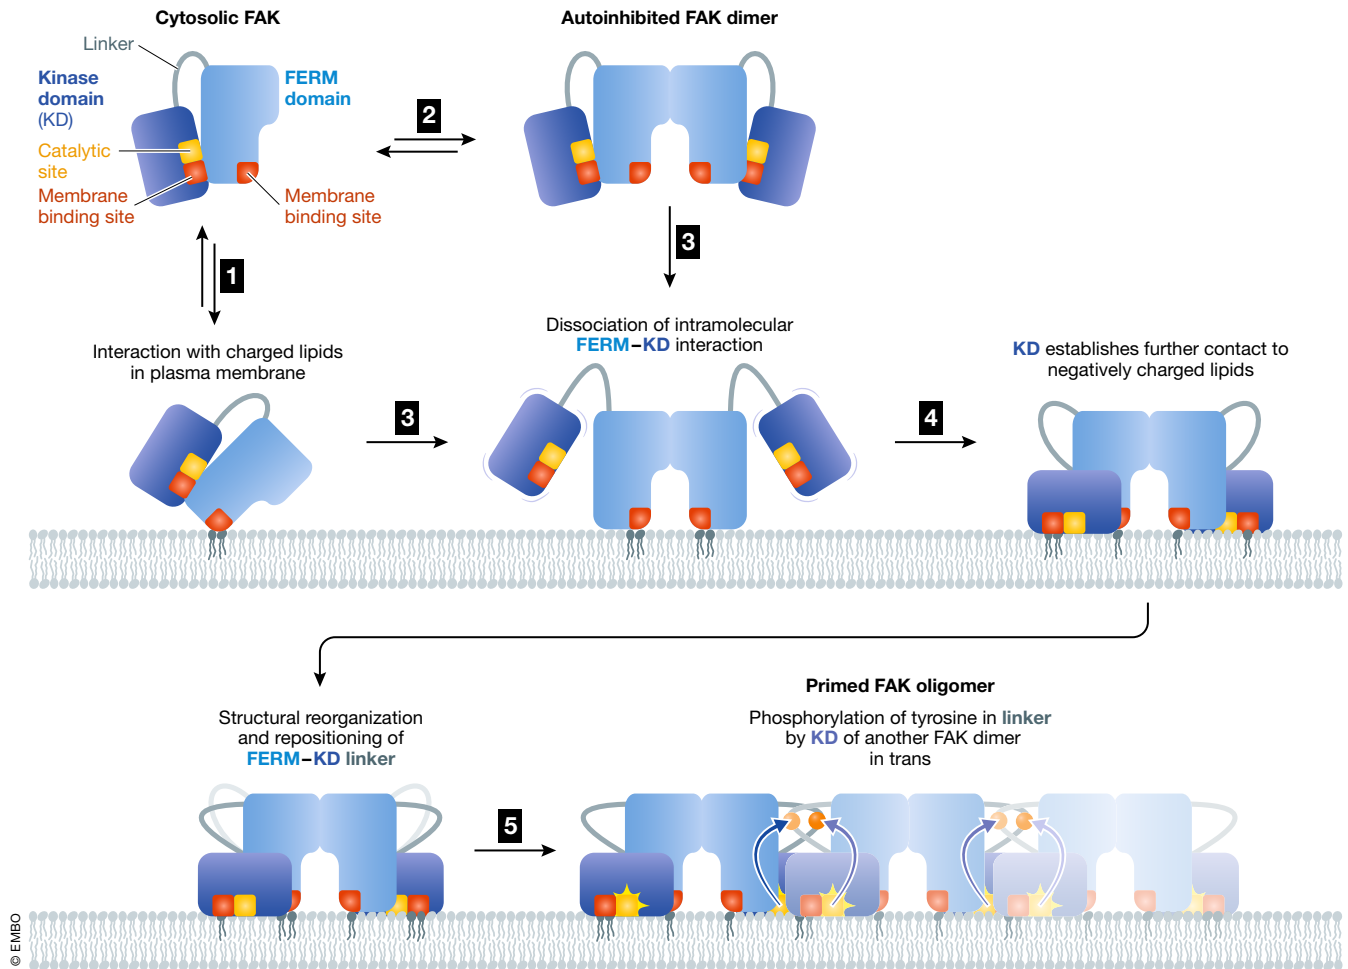 Cytosolic FAK
Autoinhibited FAK dimer
Linker
Kinase
domain
(KD)
FERM
domain
Catalytic
site
Membrane
binding site
Membrane
binding site
2
1
3
Interaction with charged lipids
in plasma membrane
Dissociation of intramolecular
FERM–KD interaction
KD establishes further contact to
negatively charged lipids
3
4
Structural reorganization
and repositioning of
FERM–KD linker
Primed FAK oligomer
Phosphorylation of tyrosine in linker
by KD of another FAK dimer
in trans
5
© EMBO